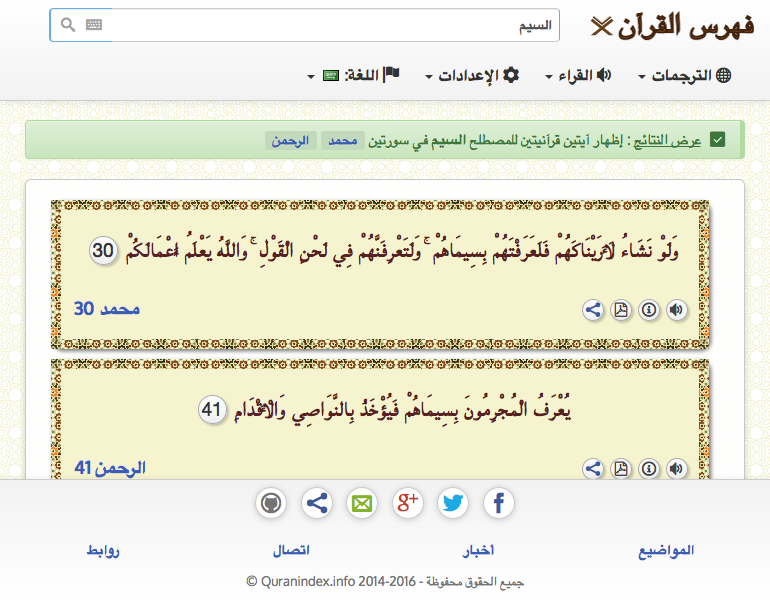 فهرس القرآن
السيم
الترجمات
القراء
الإعدادات
اللغة:
عرض النتائج : إظهار آيتين قرآنيتين للمصطلح السيم في سورتين محمد الرحمن
وَلَوْ نَشَاءُ لَأَرَيْنَاكَهُمْ فَلَعَرَفْتَهُمْ بِسِيمَاهُمْ ۚ وَلَتَعْرِفَنَّهُمْ فِي لَحْنِ الْقَوْلِ ۚ وَاللَّهُ يَعْلَمُ أَعْمَالَكُمْ 30
محمد 30
يُعْرَفُ الْمُجْرِمُونَ بِسِيمَاهُمْ فَيُؤْخَذُ بِالنَّوَاصِي وَالْأَقْدَامِ 41
الرحمن 41
المواضيع
أخبار
اتصال
روابط
جميع الحقوق محفوظة - 2014-2016 Quranindex.info ©